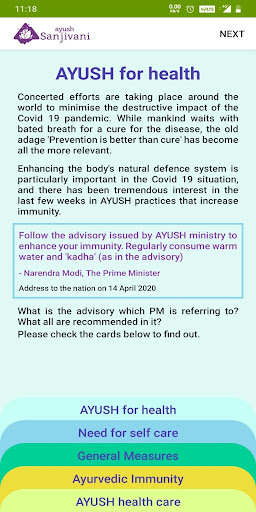 11:18
0.00
KB/S
VoLTE
ayush
Sanjivani
NEXT
AYUSH for health
Concerted efforts are taking place around the
world to minimise the destructive impact of the
Covid 19 pandemic. While mankind waits with
bated breath for a cure for the disease, the old
adage 'Prevention is better than cure' has become
all the more relevant.
Enhancing the body's natural defence system is
particularly important in the Covid 19 situation,
and there has been tremendous interest in the
last few weeks in AYUSH practices that increase
immunity.
Follow the advisory issued by AYUSH ministry to
enhance your immunity. Regularly consume warm
water and 'kadha' (as in the advisory)
- Narendra Modi, The Prime Minister
Address to the nation on 14 April 2020
What is the advisory which PM is referring to?
What all are recommended in it?
Please check the cards below to find out.
AYUSH for health
Need for self care
General Measures
Ayurvedic Immunity
AYUSH health care